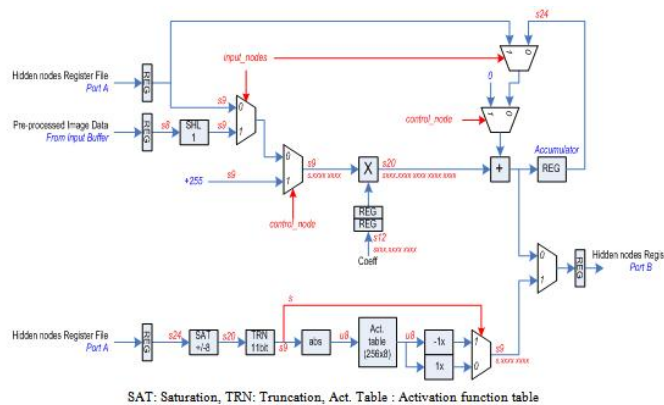 s24
input_nodes
1
0
Hidden nodes Register File
Port A
REG
s9
0
0
1
0
Pre-processed Image Data
From Input Buffer
REG
s8
SHL
1
s9
1
control_node
Accumulator
0
s9
s.xxxx xxxx
X
s20
+
REG
+255
s9
1
REG
REG
control_node
s12
Coeff
0
1
REG
Hidden nodes Regis
Port B
s
Hidden nodes Register File
Port A
REG
s24
SAT
+/-8
s20
TRN
11bit
s9
abs
u8
Act.
table
(256x8)
u8
-1x
1x
1
0
s9
s.xxxx xxxx
SAT: Saturation, TRN: Truncation, Act. Table : Activation function table